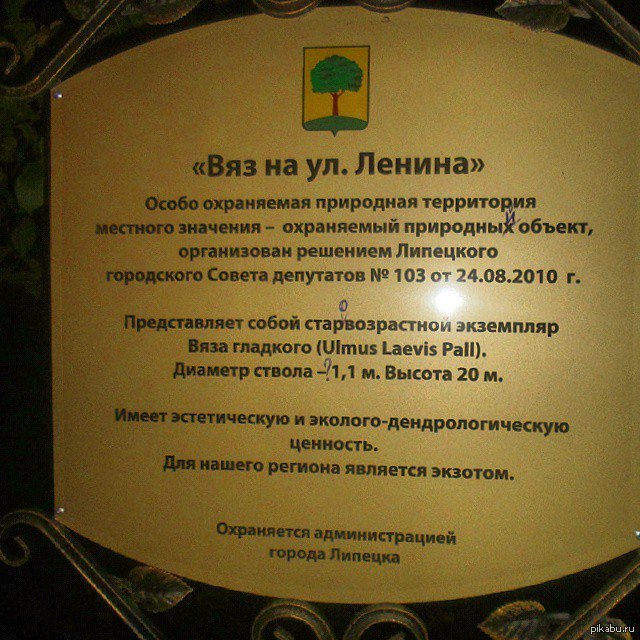 «Вяз на ул. Ленина»
Особо охраняемая природная территория
местного значения – охраняемый природных объект,
й
организован решением Липецкого
городского Совета депутатов № 103 от 24.08.2010 г.
о
Представляет собой старвозрастной экземпляр
Вяза гладкого (Ulmus Laevis Pall).
Диаметр ствола – ? 1,1 м. Высота 20 м.
Имеет эстетическую и эколого-дендрологическую
ценность.
Для нашего региона является экзотом.
Охраняется администрацией
города Липецка
pikabu.ru